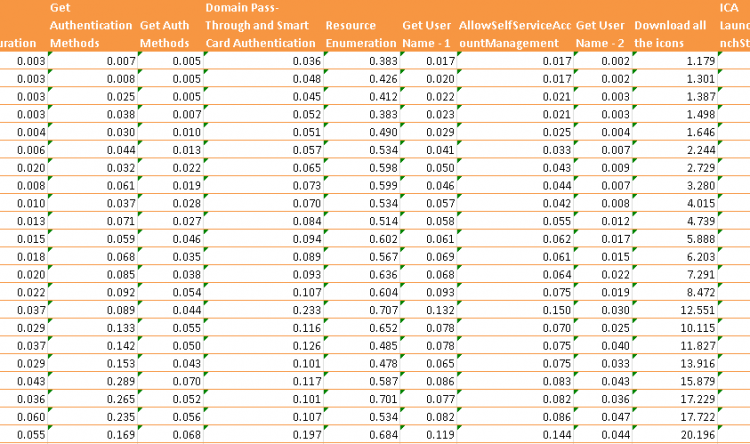 Get Authentication Methods Get Auth Methods Domain Pass-Through and Smart Card Authentication Resource Enumeration Get User Name - 1 AllowSelfServiceAccountManagement Get User Name - 2 Download all the icons ICA
0.003 0.007 0.005 0.036 0.383 0.017 0.017 0.002 1.179
0.003 0.008 0.005 0.048 0.426 0.020 0.017 0.002 1.301
0.003 0.025 0.005 0.045 0.412 0.022 0.021 0.003 1.387
0.003 0.038 0.007 0.052 0.383 0.023 0.021 0.003 1.498
0.004 0.030 0.010 0.051 0.490 0.029 0.025 0.004 1.646
0.006 0.044 0.013 0.057 0.534 0.041 0.033 0.007 2.244
0.020 0.032 0.022 0.065 0.598 0.050 0.043 0.009 2.729
0.008 0.061 0.019 0.073 0.599 0.046 0.044 0.007 3.280
0.010 0.037 0.028 0.070 0.534 0.057 0.042 0.008 4.015
0.013 0.071 0.027 0.084 0.514 0.058 0.055 0.012 4.739
0.015 0.059 0.046 0.094 0.602 0.061 0.062 0.017 5.888
0.018 0.068 0.035 0.089 0.567 0.069 0.061 0.015 6.203
0.020 0.085 0.038 0.093 0.636 0.068 0.064 0.022 7.291
0.022 0.092 0.054 0.107 0.604 0.093 0.075 0.019 8.472
0.037 0.089 0.044 0.233 0.707 0.132 0.150 0.030 12.551
0.029 0.133 0.055 0.116 0.652 0.078 0.070 0.025 10.115
0.037 0.142 0.050 0.126 0.485 0.078 0.075 0.040 11.827
0.029 0.153 0.043 0.101 0.478 0.065 0.075 0.033 13.916
0.043 0.289 0.070 0.117 0.587 0.086 0.083 0.043 15.879
0.036 0.265 0.052 0.101 0.701 0.077 0.082 0.036 17.229
0.060 0.235 0.056 0.107 0.534 0.082 0.086 0.047 17.722
0.055 0.169 0.068 0.197 0.684 0.119 0.144 0.044 20.196